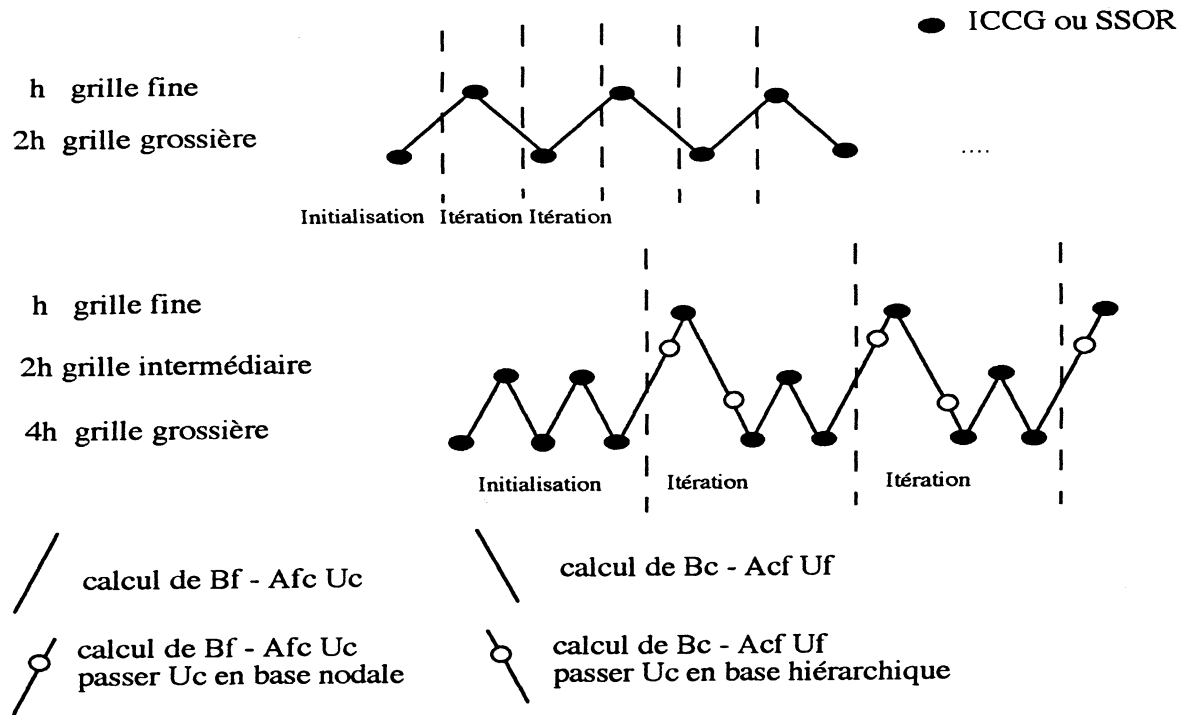 ICCG ou SSOR
h grille fine
2h grille grossière
....
Initialisation Itération Itération
h grille fine
2h grille intermédiaire
4h grille grossière
Initialisation Itération Itération
calcul de Bf - Afc Uc
calcul de Bc - Acf Uf
calcul de Bf - Afc Uc
passer Uc en base nodale
calcul de Bc - Acf Uf
passer Uc en base hiérarchique